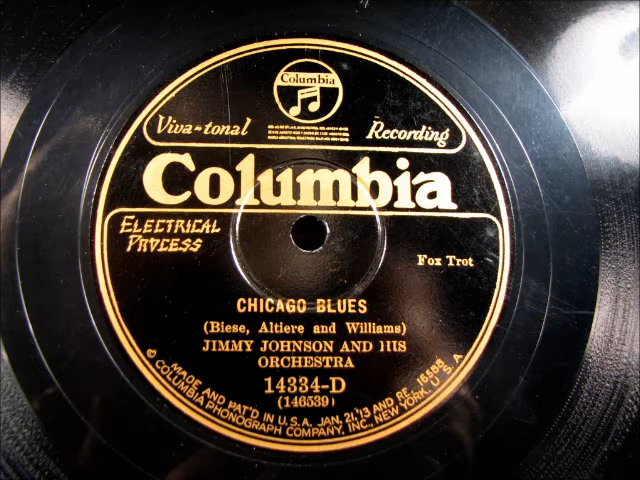 Columbia
Viva-tonal Recording
Columbia
ELECTRICAL
PROCESS
Fox Trot
CHICAGO BLUES
(Biese, Altiere and Williams)
JIMMY JOHNSON AND HIS
ORCHESTRA
14334-D
(146539)
MADE AND PAT'D IN U.S.A. JAN. 21, '13 AND RE. 16588
© COLUMBIA PHONOGRAPH COMPANY, INC., NEW YORK, U. S. A.